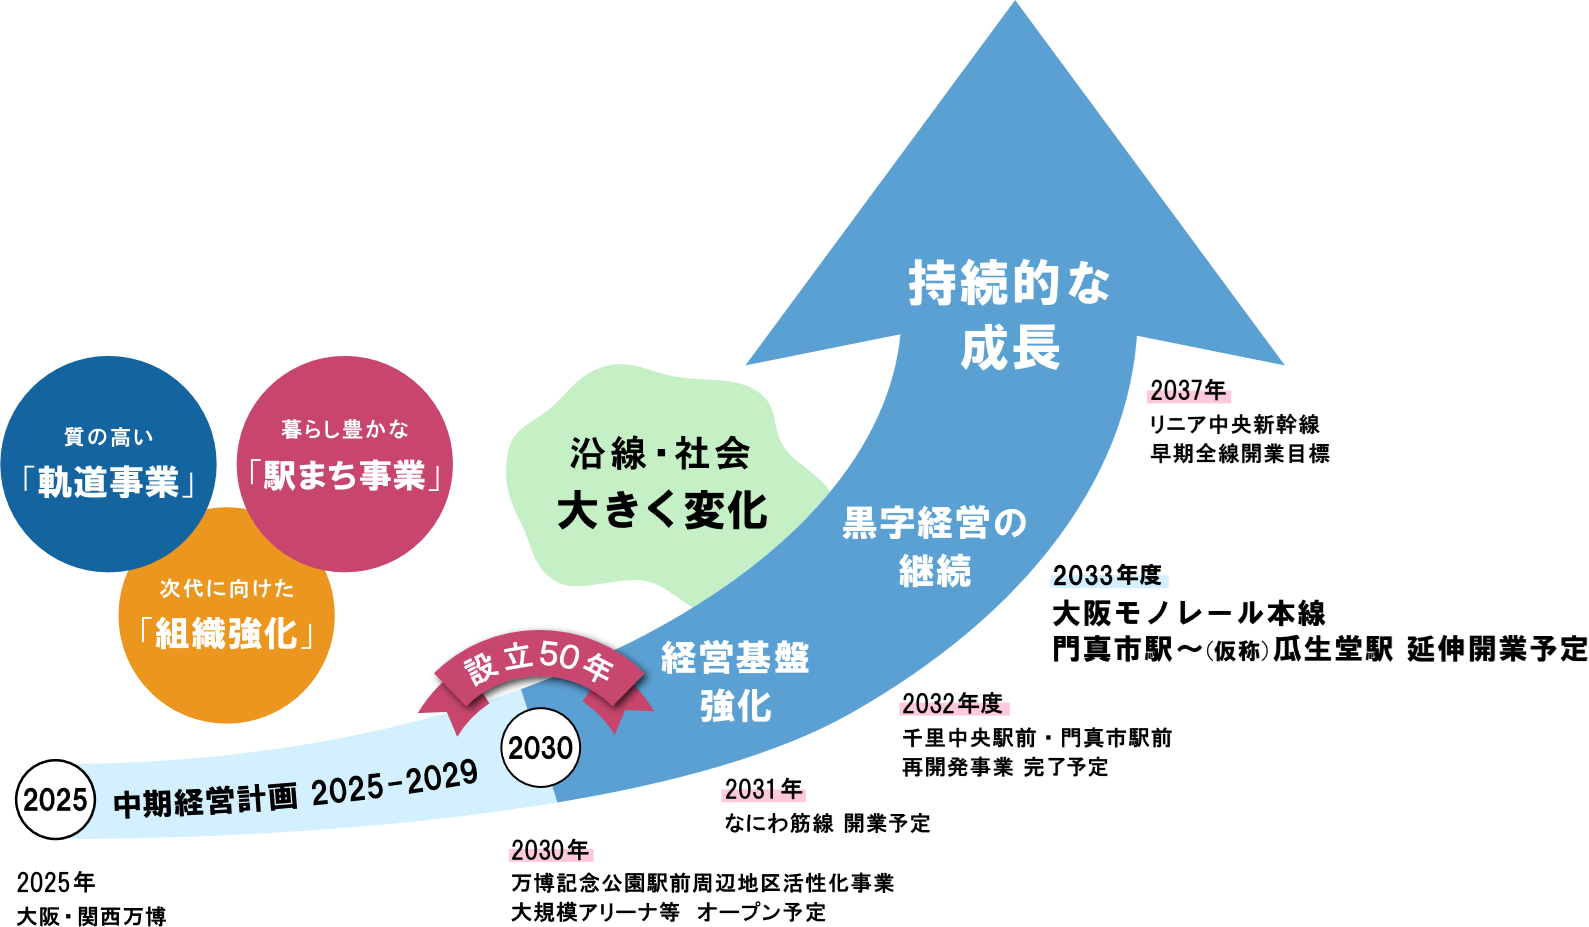 持続的な
成長
質の高い
「軌道事業」
暮らし豊かな
「駅まち事業」
次代に向けた
「組織強化」
沿線・社会
大きく変化
黒字経営の
継続
経営基盤
強化
設立50年
2025
中期経営計画 2025-2029
2030
2025年
大阪・関西万博
2030年
万博記念公園駅前周辺地区活性化事業
大規模アリーナ等 オープン予定
2031年
なにわ筋線 開業予定
2032年度
千里中央駅前・門真市駅前
再開発事業 完了予定
2033年度
大阪モノレール本線
門真市駅～(仮称)瓜生堂駅 延伸開業予定
2037年
リニア中央新幹線
早期全線開業目標